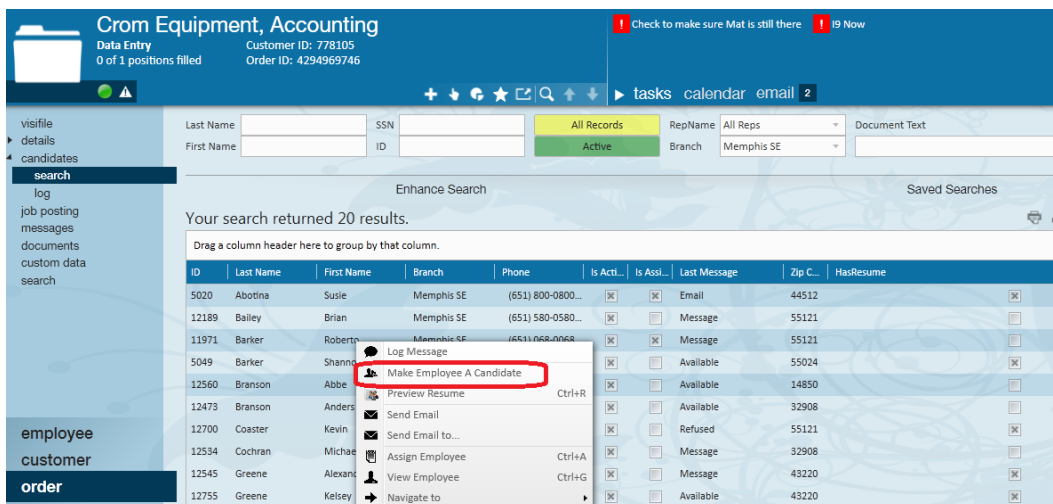 Crom Equipment, Accounting
Data Entry Customer ID: 778105
0 of 1 positions filled Order ID: 4294969746
! Check to make sure Mat is still there ! I9 Now
tasks calendar email 2
visifile
details
candidates
search
log
job posting
messages
documents
custom data
search
employee
customer
order
Last Name SSN All Records RepName All Reps Document Text
First Name ID Active Branch Memphis SE
Enhance Search Saved Searches
Your search returned 20 results.
Drag a column header here to group by that column.
ID Last Name First Name Branch Phone Is Acti... Is Assi... Last Message Zip C... HasResume
5020 Abotina Susie Memphis SE (651) 800-0800... Email 44512
12189 Bailey Brian Memphis SE (651) 580-0580... Message 55121
11971 Barker Roberto Memphis SE (651) 068-0068 Message 55121
5049 Barker Shanno Available 55024
12560 Branson Abbe Available 14850
12473 Branson Anders Available 32908
12700 Coaster Kevin Refused 55121
12534 Cochran Michae Message 32908
12545 Greene Alexand Message 43220
12755 Greene Kelsey Available 43220
Log Message
Make Employee A Candidate
Preview Resume Ctrl+R
Send Email
Send Email to...
Assign Employee Ctrl+A
View Employee Ctrl+G
Navigate to